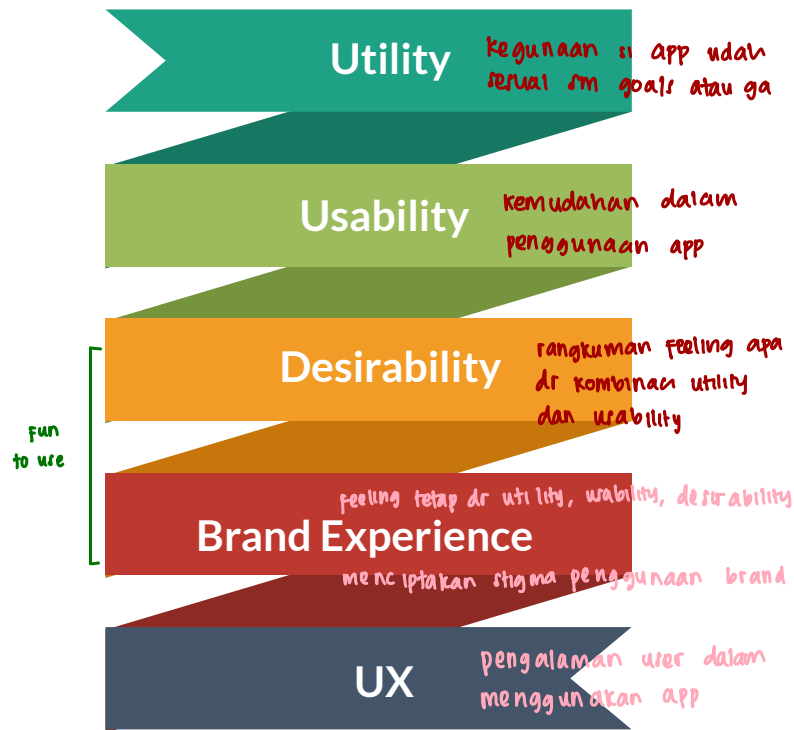 Utility
kegunaan si app udah
sesuai sm goals atau ga
Usability
kemudahan dalam
penggunaan app
Desirability
rangkuman feeling apa
dr kombinasi utility
dan usability
fun
to use
feeling tetap dr utility, usability, desirability
Brand Experience
menciptakan stigma penggunaan brand
UX
pengalaman user dalam
menggunakan app